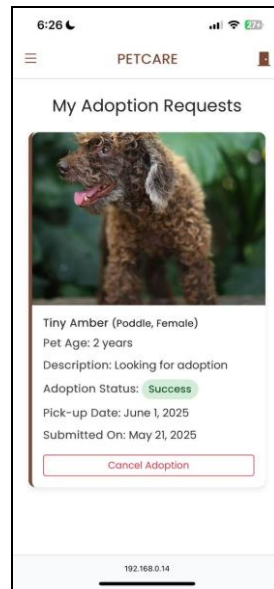 6:26
27
PETCARE
My Adoption Requests
Tiny Amber (Poddle, Female)
Pet Age: 2 years
Description: Looking for adoption
Adoption Status: Success
Pick-up Date: June 1, 2025
Submitted On: May 21, 2025
Cancel Adoption
192.168.0.14